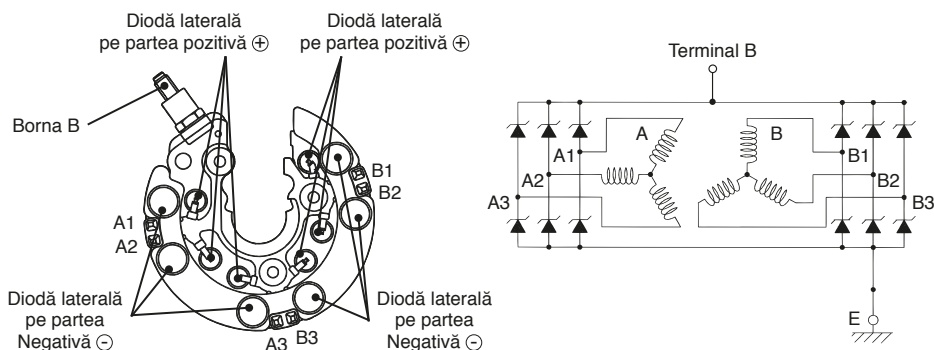 Diodă laterală
pe partea pozitivă ⊕
Diodă laterală
pe partea pozitivă ⊕
Borna B
B1
B2
A1
A2
Diodă laterală
pe partea
Negativă ⊖
A3
B3
Diodă laterală
pe partea
Negativă ⊖
Terminal B
A
B
A1
B1
A2
B2
A3
B3
E